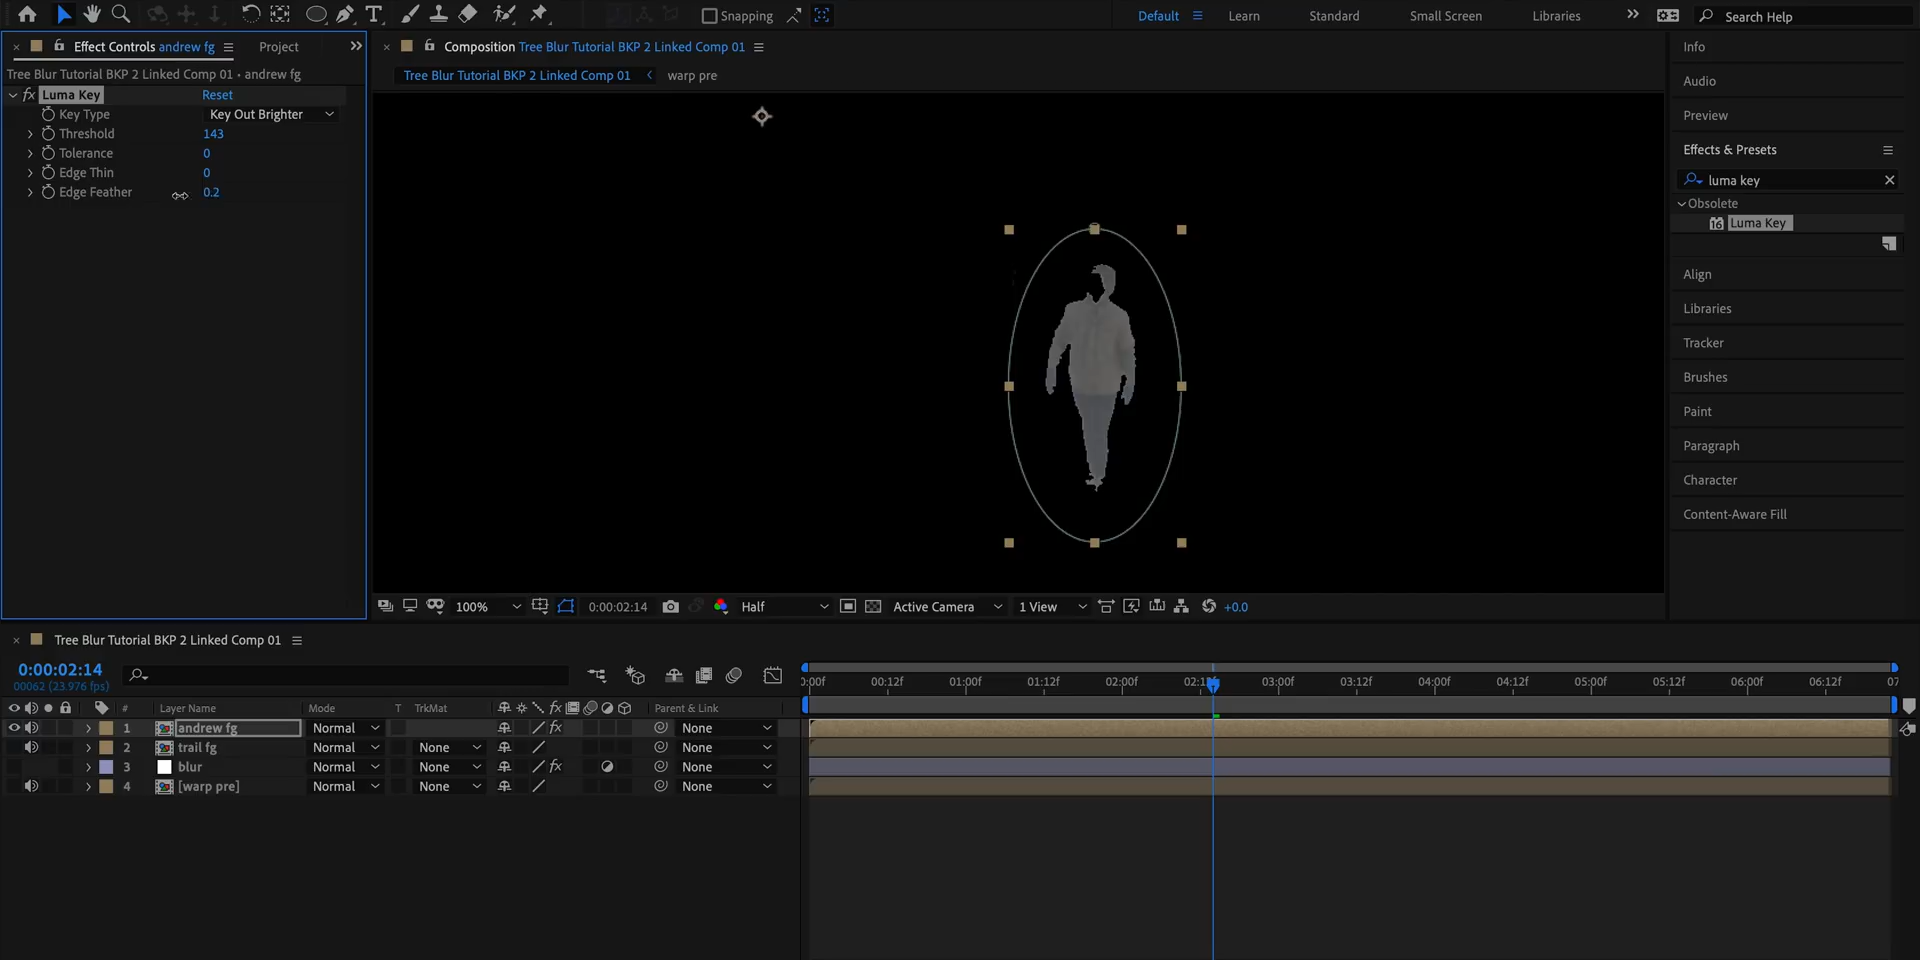 Snapping
Default
Learn
Standard
Small Screen
Libraries
Search Help
Effect Controls andrew fg
Project
Composition Tree Blur Tutorial BKP 2 Linked Comp 01
Info
Tree Blur Tutorial BKP 2 Linked Comp 01 • andrew fg
Tree Blur Tutorial BKP 2 Linked Comp 01
warp pre
Audio
fx Luma Key
Reset
Key Type
Key Out Brighter
Preview
Threshold
143
Tolerance
0
Effects & Presets
Edge Thin
0
luma key
Edge Feather
0.2
Obsolete
16 Luma Key
Align
Libraries
Tracker
Brushes
Paint
Paragraph
Character
Content-Aware Fill
100%
0:00:02:14
Half
Active Camera
1 View
+0.0
Tree Blur Tutorial BKP 2 Linked Comp 01
0:00:02:14
00062 (23.976 fps)
00:12f
01:00f
01:12f
02:00f
03:00f
03:12f
04:00f
04:12f
05:00f
05:12f
06:00f
06:12f
07
#
Layer Name
Mode
T
TrkMat
fx
Parent & Link
1
andrew fg
Normal
fx
None
2
trail fg
Normal
None
None
3
blur
Normal
None
fx
None
4
[warp pre]
Normal
None
None